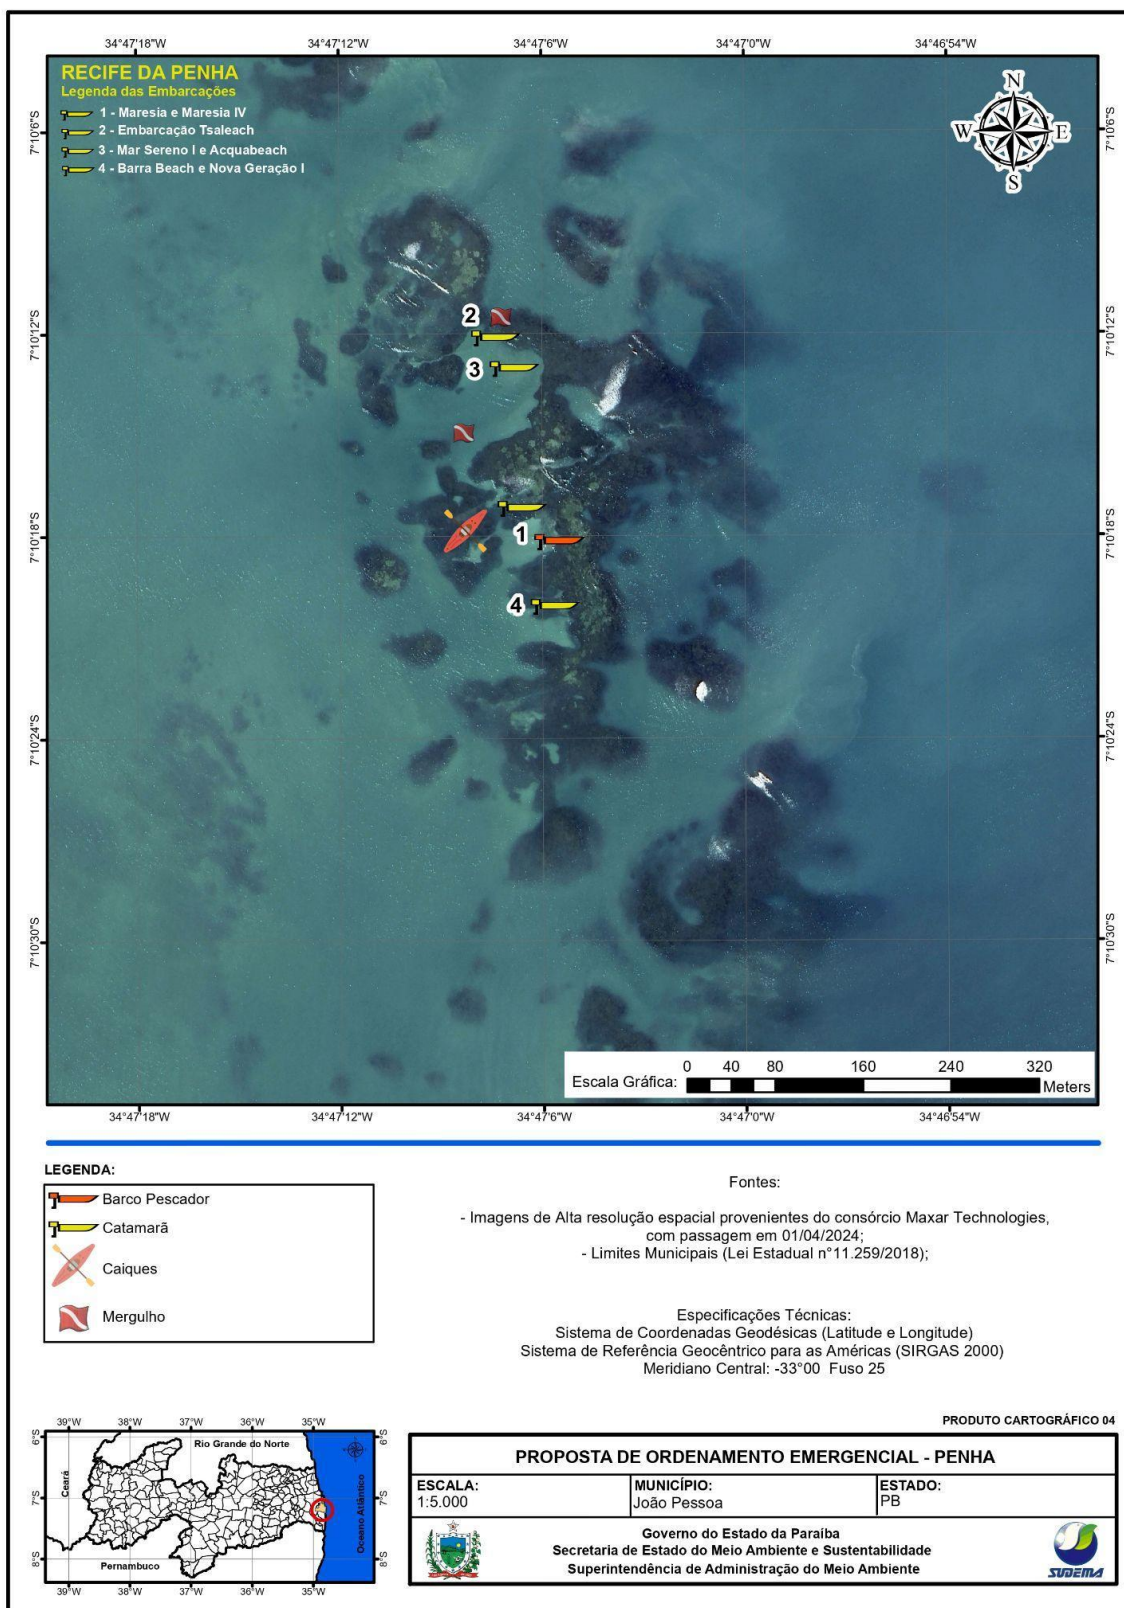 34°47'18"W 34°47'12"W 34°47'6"W 34°47'0"W 34°46'54"W
RECIFE DA PENHA
Legenda das Embarcações
1 - Maresia e Maresia IV
2 - Embarcação Tsaleach
3 - Mar Sereno I e Acquabeach
4 - Barra Beach e Nova Geração I
N
W E
S
7°10'6"S 7°10'6"S
2
7°10'12"S 7°10'12"S
3
1
7°10'18"S 7°10'18"S
4
7°10'24"S 7°10'24"S
7°10'30"S 7°10'30"S
0 40 80 160 240 320
Escala Gráfica: Meters
34°47'18"W 34°47'12"W 34°47'6"W 34°47'0"W 34°46'54"W
LEGENDA:
Barco Pescador
Catamarã
Caiques
Mergulho
Fontes:
- Imagens de Alta resolução espacial provenientes do consórcio Maxar Technologies,
com passagem em 01/04/2024;
- Limites Municipais (Lei Estadual n°11.259/2018);
Especificações Técnicas:
Sistema de Coordenadas Geodésicas (Latitude e Longitude)
Sistema de Referência Geocêntrico para as Américas (SIRGAS 2000)
Meridiano Central: -33°00 Fuso 25
PRODUTO CARTOGRÁFICO 04
39°W 38°W 37°W 36°W 35°W
6°S 6°S
Rio Grande do Norte
Ceará
7°S 7°S
Oceano Atlântico
Pernambuco
8°S 8°S
39°W 38°W 37°W 36°W 35°W
PROPOSTA DE ORDENAMENTO EMERGENCIAL - PENHA
ESCALA: MUNICÍPIO: ESTADO:
1:5.000 João Pessoa PB
Governo do Estado da Paraíba
Secretaria de Estado do Meio Ambiente e Sustentabilidade
Superintendência de Administração do Meio Ambiente
SUDEMA